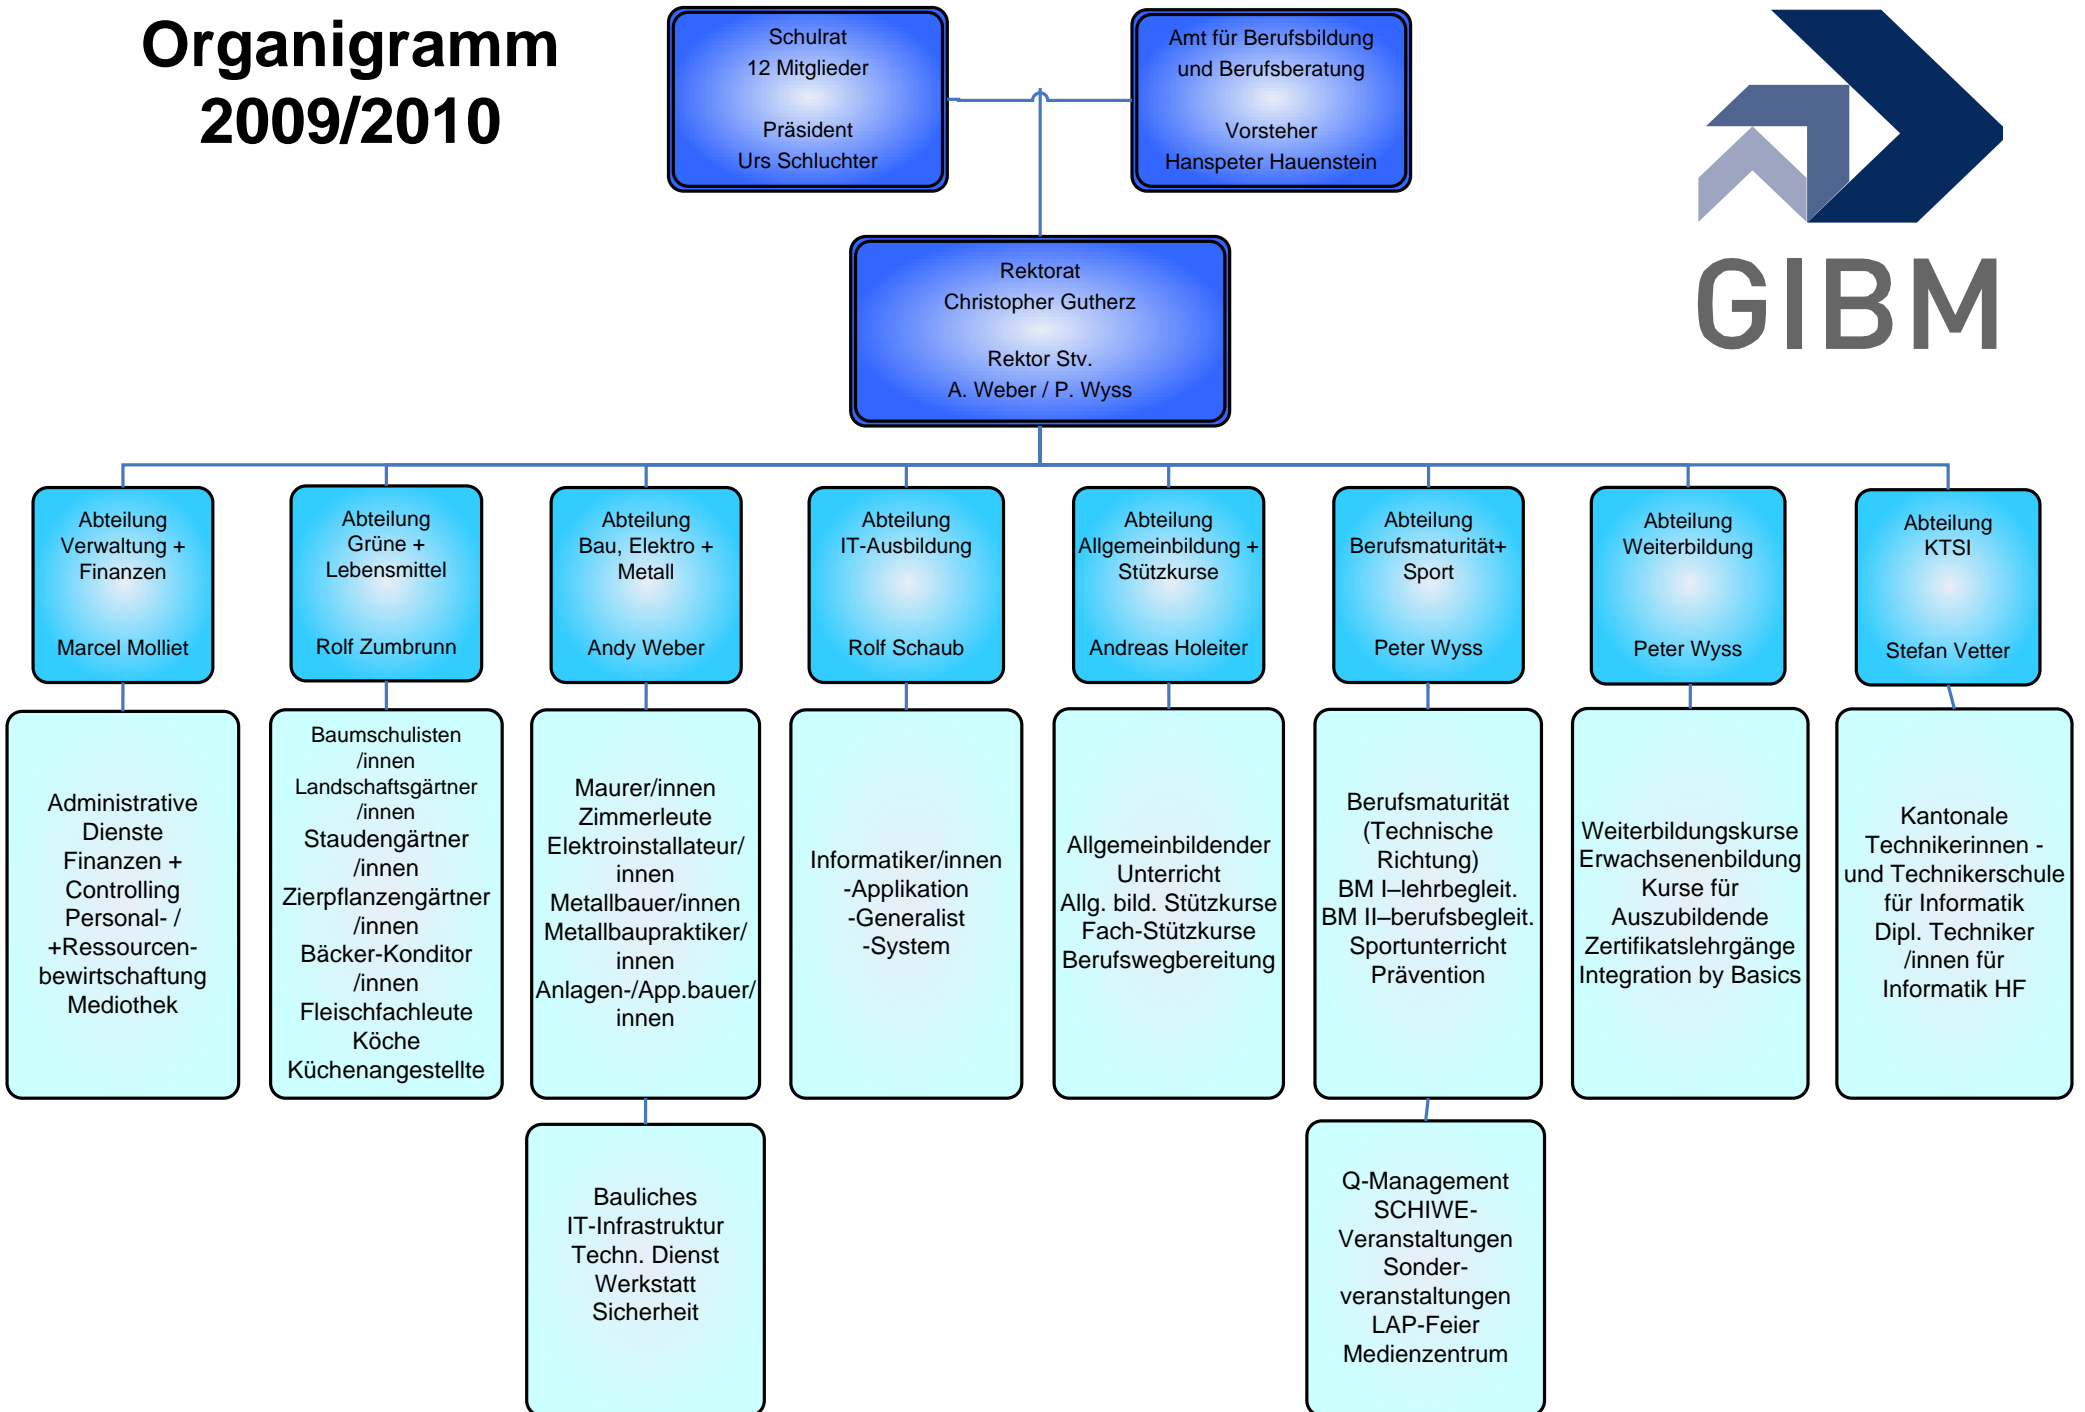 Organigramm
2009/2010
Schulrat
12 Mitglieder
Präsident
Urs Schluchter
Amt für Berufsbildung
und Berufsberatung
Vorsteher
Hanspeter Hauenstein
GIBM
Rektorat
Christopher Gutherz
Rektor Stv.
A. Weber / P. Wyss
Abteilung
Verwaltung +
Finanzen
Marcel Molliet
Abteilung
Grüne +
Lebensmittel
Rolf Zumbrunn
Abteilung
Bau, Elektro +
Metall
Andy Weber
Abteilung
IT-Ausbildung
Rolf Schaub
Abteilung
Allgemeinbildung +
Stützkurse
Andreas Holeiter
Abteilung
Berufsmaturität+
Sport
Peter Wyss
Abteilung
Weiterbildung
Peter Wyss
Abteilung
KTSI
Stefan Vetter
Administrative
Dienste
Finanzen +
Controlling
Personal- /
+Ressourcen-
bewirtschaftung
Mediothek
Baumschulisten
/innen
Landschaftsgärtner
/innen
Staudengärtner
/innen
Zierpflanzengärtner
/innen
Bäcker-Konditor
/innen
Fleischfachleute
Köche
Küchenangestellte
Maurer/innen
Zimmerleute
Elektroinstallateur/
innen
Metallbauer/innen
Metallbaupraktiker/
innen
Anlagen-/App.bauer/
innen
Informatiker/innen
-Applikation
-Generalist
-System
Allgemeinbildender
Unterricht
Allg. bild. Stützkurse
Fach-Stützkurse
Berufswegbereitung
Berufsmaturität
(Technische
Richtung)
BM I–lehrbegleit.
BM II–berufsbegleit.
Sportunterricht
Prävention
Weiterbildungskurse
Erwachsenenbildung
Kurse für
Auszubildende
Zertifikatslehrgänge
Integration by Basics
Kantonale
Technikerinnen -
und Technikerschule
für Informatik
Dipl. Techniker
/innen für
Informatik HF
Bauliches
IT-Infrastruktur
Techn. Dienst
Werkstatt
Sicherheit
Q-Management
SCHIWE-
Veranstaltungen
Sonder-
veranstaltungen
LAP-Feier
Medienzentrum